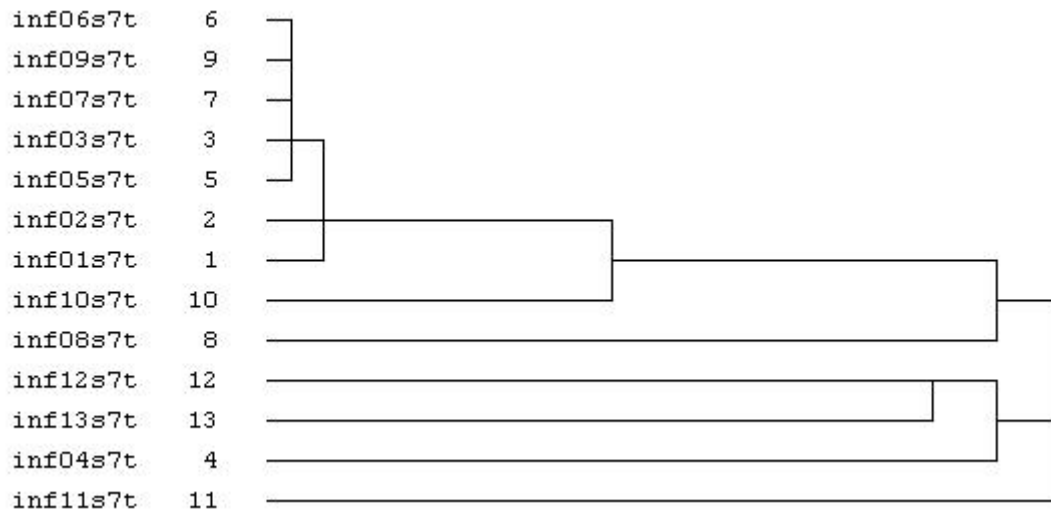 inf06s7t 6
inf09s7t 9
inf07s7t 7
inf03s7t 3
inf05s7t 5
inf02s7t 2
inf01s7t 1
inf10s7t 10
inf08s7t 8
inf12s7t 12
inf13s7t 13
inf04s7t 4
inf11s7t 11